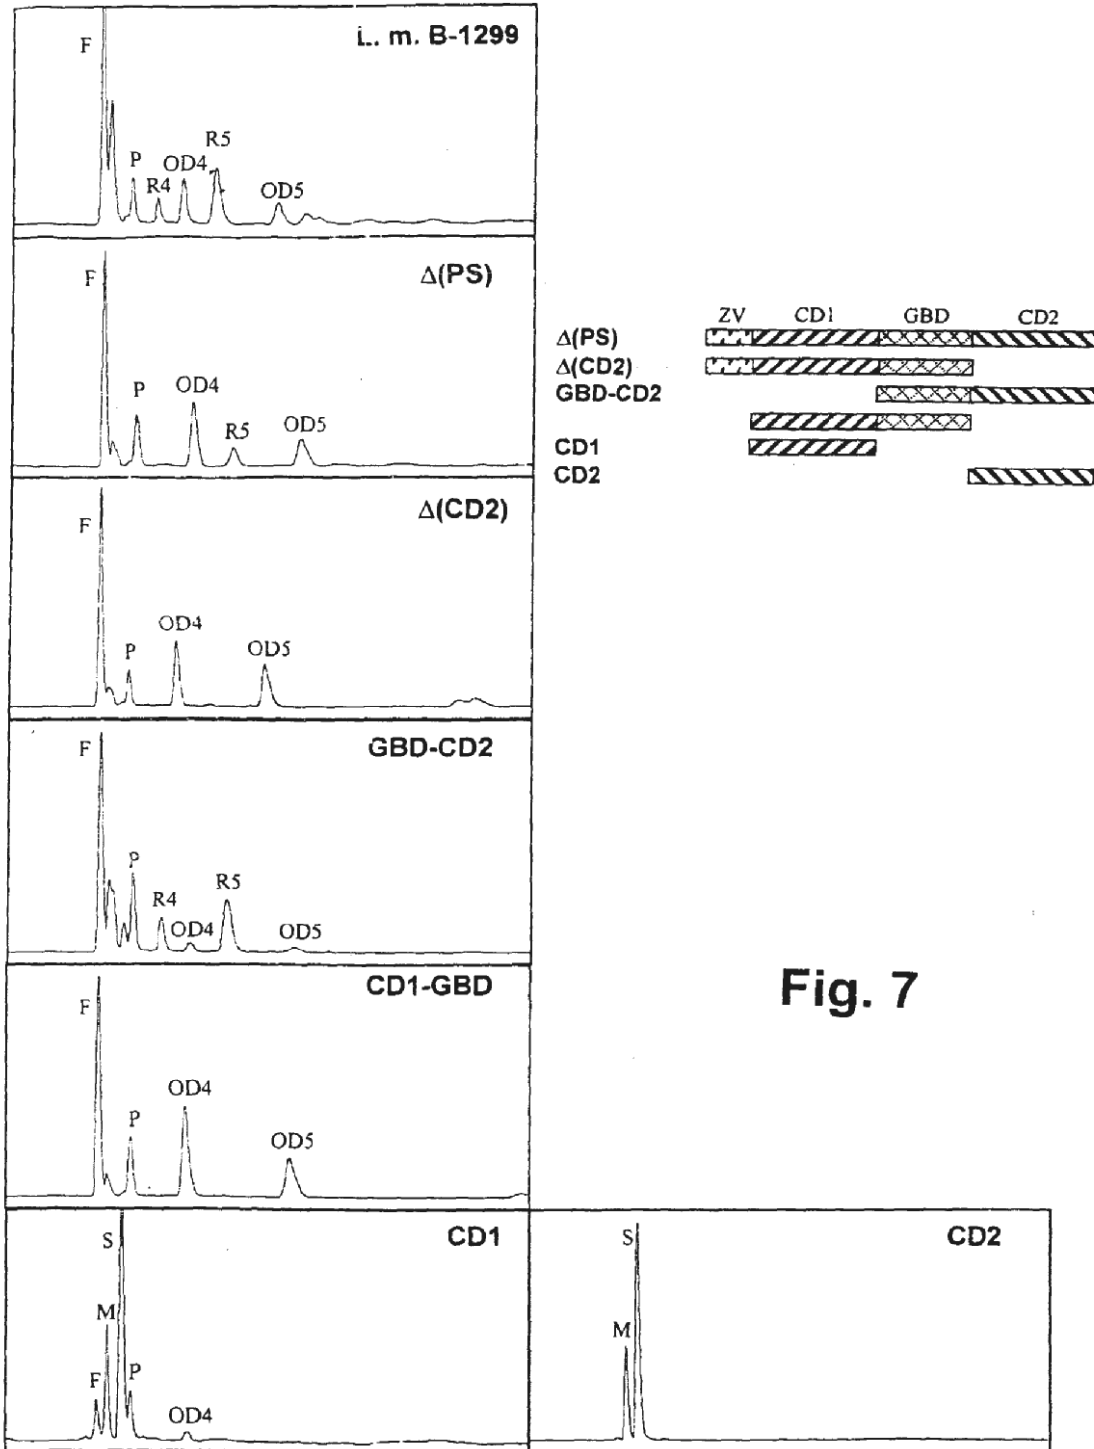 L. m. B-1299
F
P
R4
OD4
R5
OD5
Δ(PS)
F
P
OD4
R5
OD5
ZV CD1 GBD CD2
Δ(PS)
Δ(CD2)
GBD-CD2
CD1
CD2
Δ(CD2)
F
P
OD4
OD5
GBD-CD2
F
P
R4
OD4
R5
OD5
CD1-GBD
F
P
OD4
OD5
Fig. 7
CD1
S
M
F
P
OD4
CD2
S
M